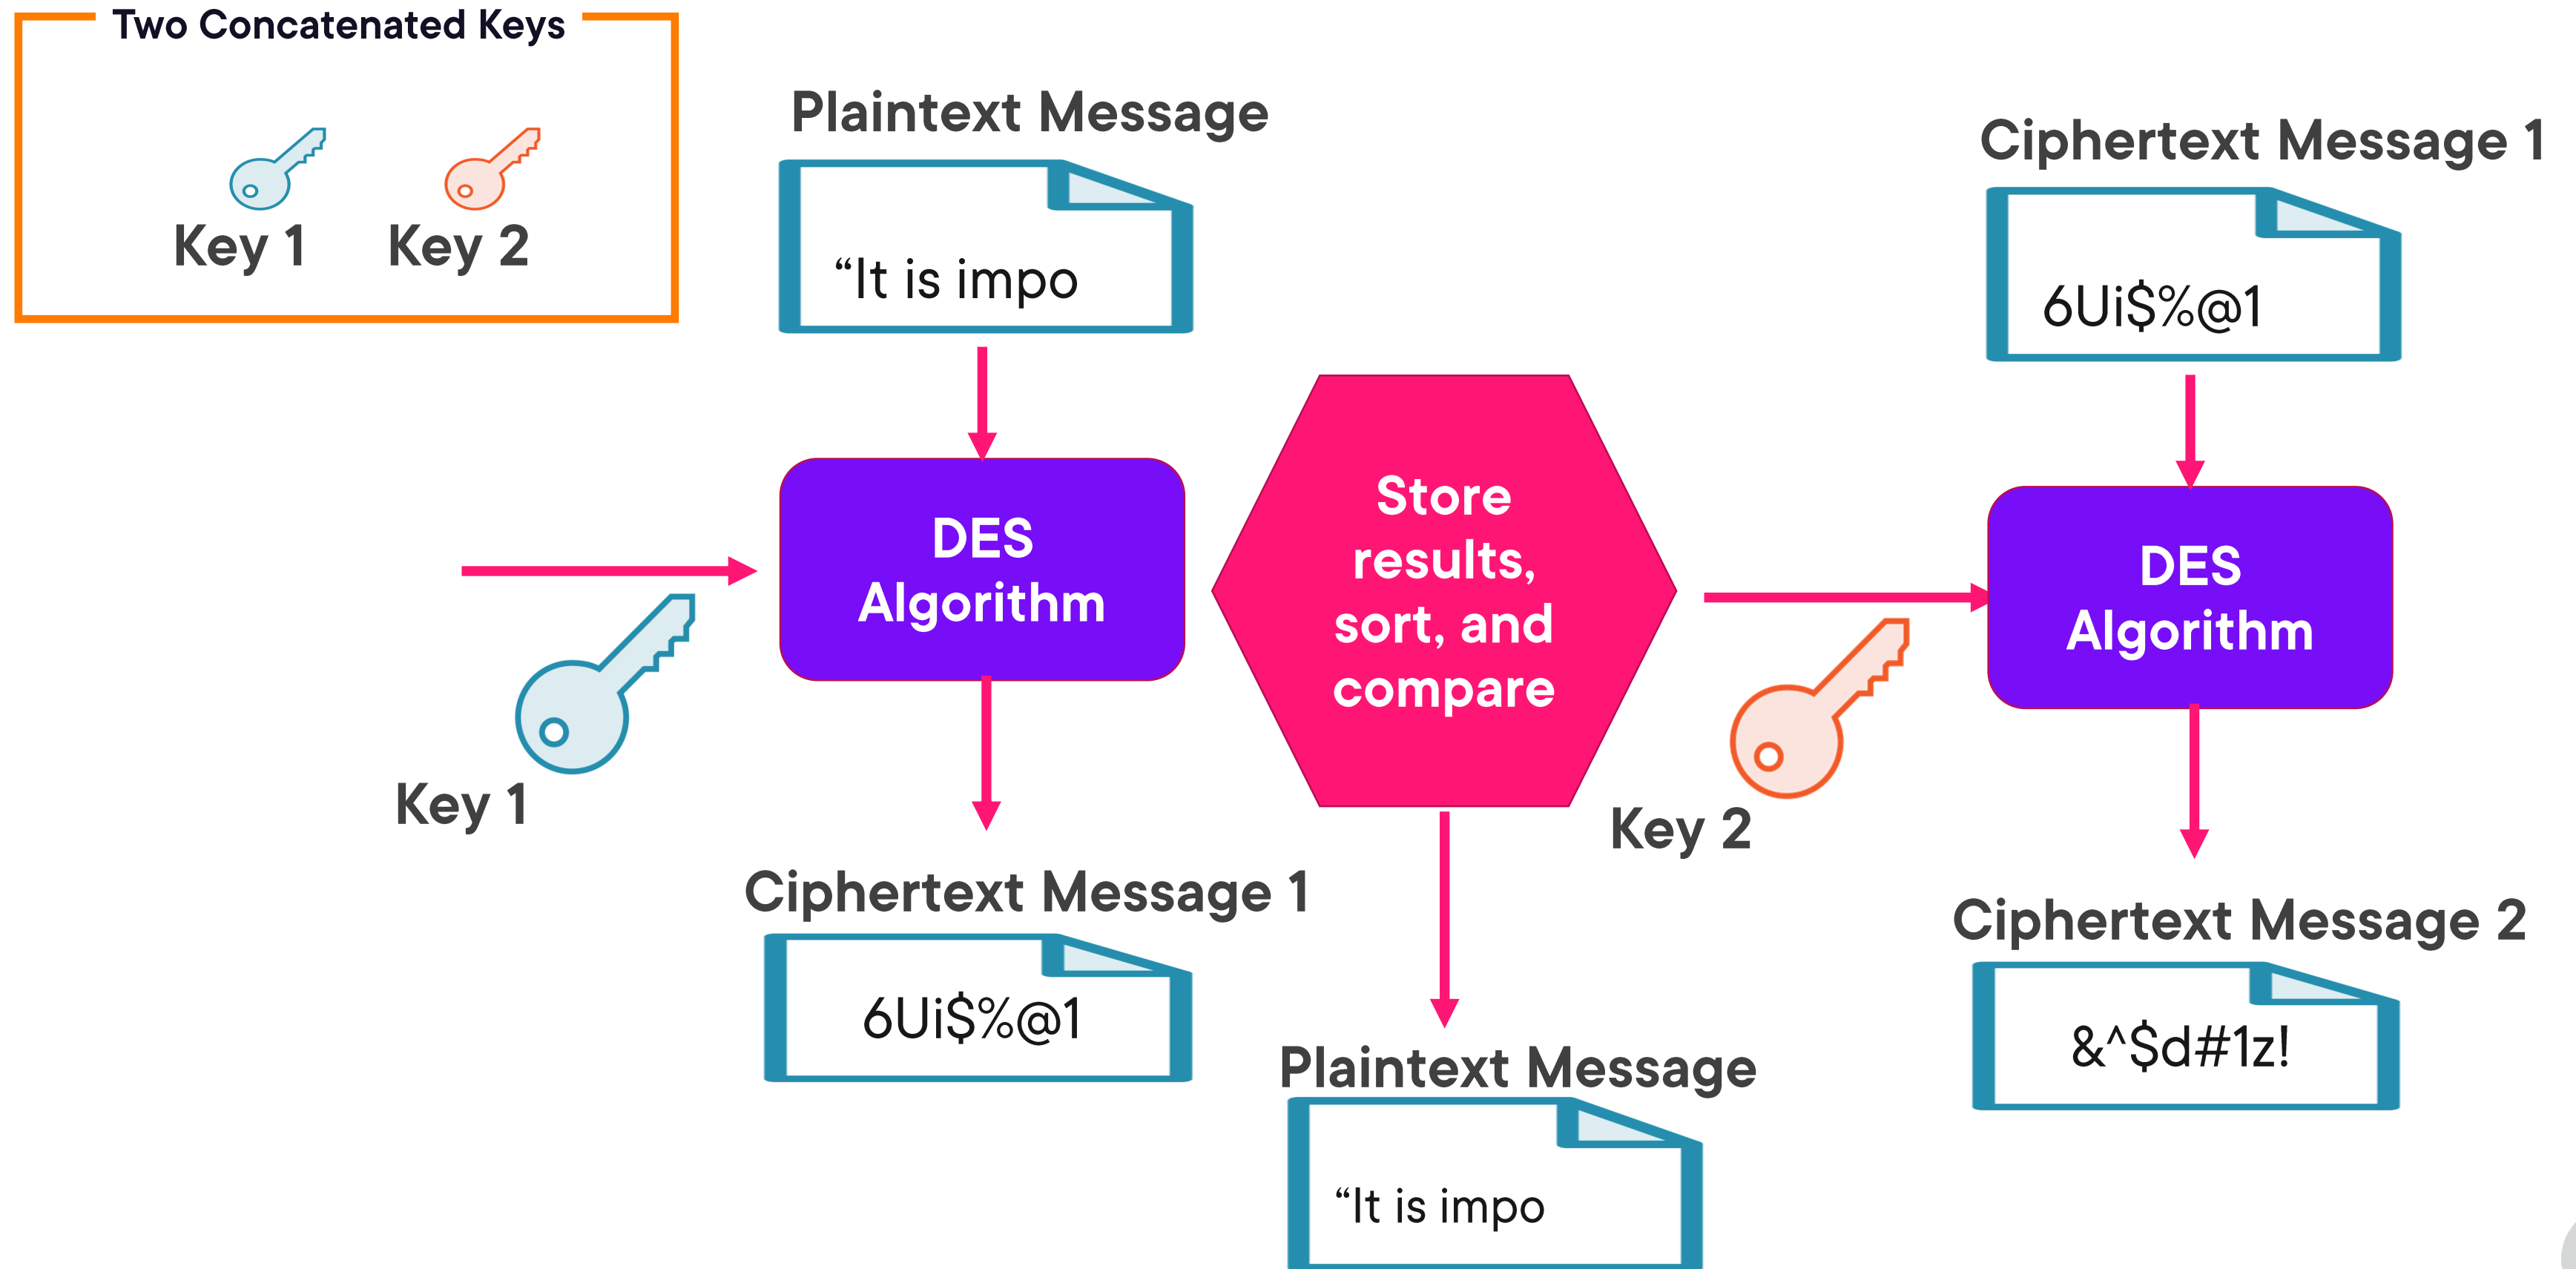 Two Concatenated Keys
Key 1
Key 2
Plaintext Message
“It is impo
DES
Algorithm
Key 1
Ciphertext Message 1
6Ui$%@1
Store
results,
sort, and
compare
Plaintext Message
“It is impo
Ciphertext Message 1
6Ui$%@1
DES
Algorithm
Key 2
Ciphertext Message 2
&^$d#1z!